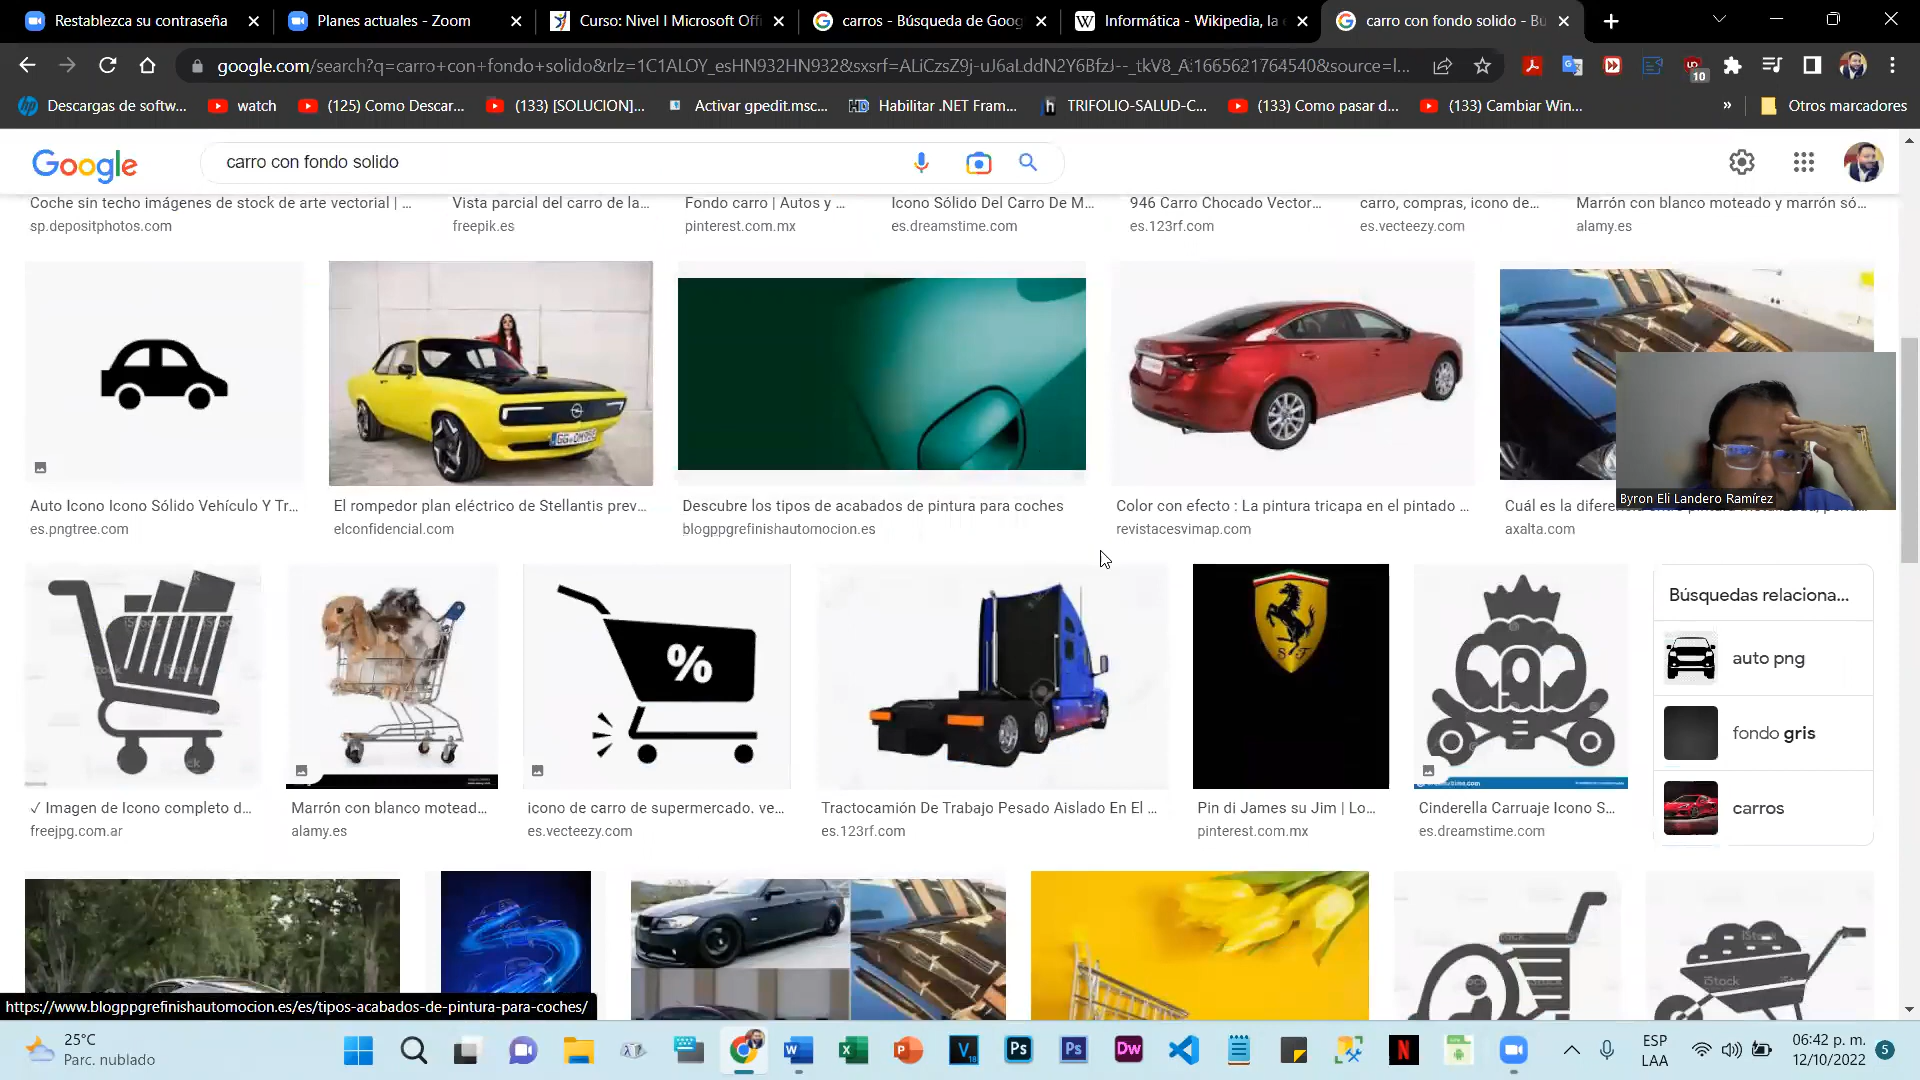 Restablezca su contraseña
Planes actuales - Zoom
Curso: Nivel I Microsoft Offi
carros - Búsqueda de Goog
Informática - Wikipedia, la
carro con fondo solido - Bu
google.com/search?q=carro+con+fondo+solido&rlz=1C1ALOY_esHN932HN932&sxsrf=ALiCzsZ9j-uJ6aLddN2Y6BfzJ--_tkV8_A:1665621764540&source=l...
10
Descargas de softw...
watch
(125) Como Descar...
(133) [SOLUCION]...
Activar gpedit.msc...
Habilitar .NET Fram...
TRIFOLIO-SALUD-C...
(133) Como pasar d...
(133) Cambiar Win...
»
Otros marcadores
Google
carro con fondo solido
Coche sin techo imágenes de stock de arte vectorial | ...
sp.depositphotos.com
Vista parcial del carro de la...
freepik.es
Fondo carro | Autos y ...
pinterest.com.mx
Icono Sólido Del Carro De M...
es.dreamstime.com
946 Carro Chocado Vector...
es.123rf.com
carro, compras, icono de...
es.vecteezy.com
Marrón con blanco moteado y marrón só...
alamy.es
Auto Icono Icono Sólido Vehículo Y Tr...
es.pngtree.com
El rompedor plan eléctrico de Stellantis prev...
elconfidencial.com
Descubre los tipos de acabados de pintura para coches
blogppgrefinishautomocion.es
Color con efecto : La pintura tricapa en el pintado ...
revistacesvimap.com
Cuál es la difere
axalta.com
Byron Eli Landero Ramírez
%
S F
✓ Imagen de Icono completo d...
freejpg.com.ar
Marrón con blanco motead...
alamy.es
icono de carro de supermercado. ve...
es.vecteezy.com
Tractocamión De Trabajo Pesado Aislado En El ...
es.123rf.com
Pin di James su Jim | Lo...
pinterest.com.mx
Cinderella Carruaje Icono S...
es.dreamstime.com
Búsquedas relaciona...
auto png
fondo gris
carros
iStock
iStock
https://www.blogppgrefinishautomocion.es/es/tipos-acabados-de-pintura-para-coches/
25°C
Parc. nublado
ESP
LAA
06:42 p. m.
12/10/2022
5